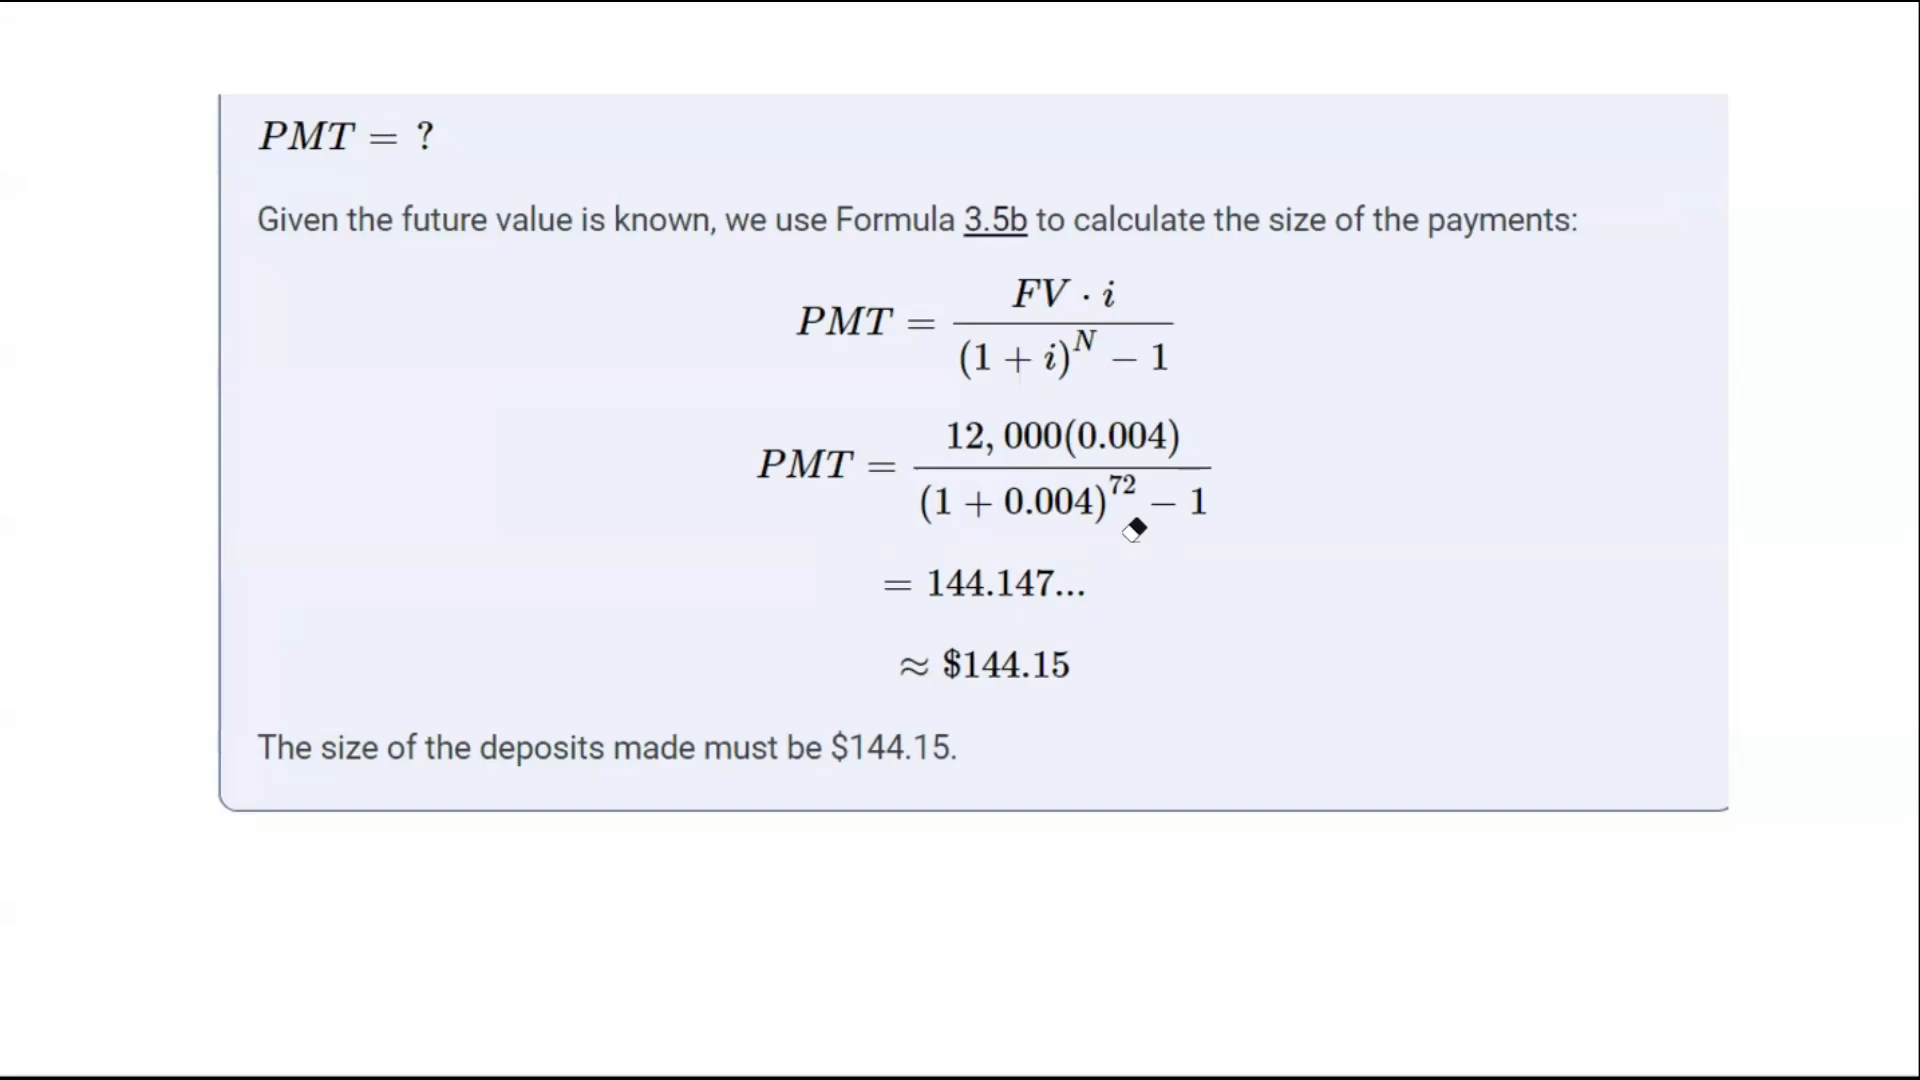 PMT = ?
Given the future value is known, we use Formula 3.5b to calculate the size of the payments:
PMT = \frac{FV · i}{(1 + i)^N − 1}
PMT = \frac{12, 000(0.004)}{(1 + 0.004)^{72} − 1}
= 144.147...
≈ $144.15
The size of the deposits made must be $144.15.